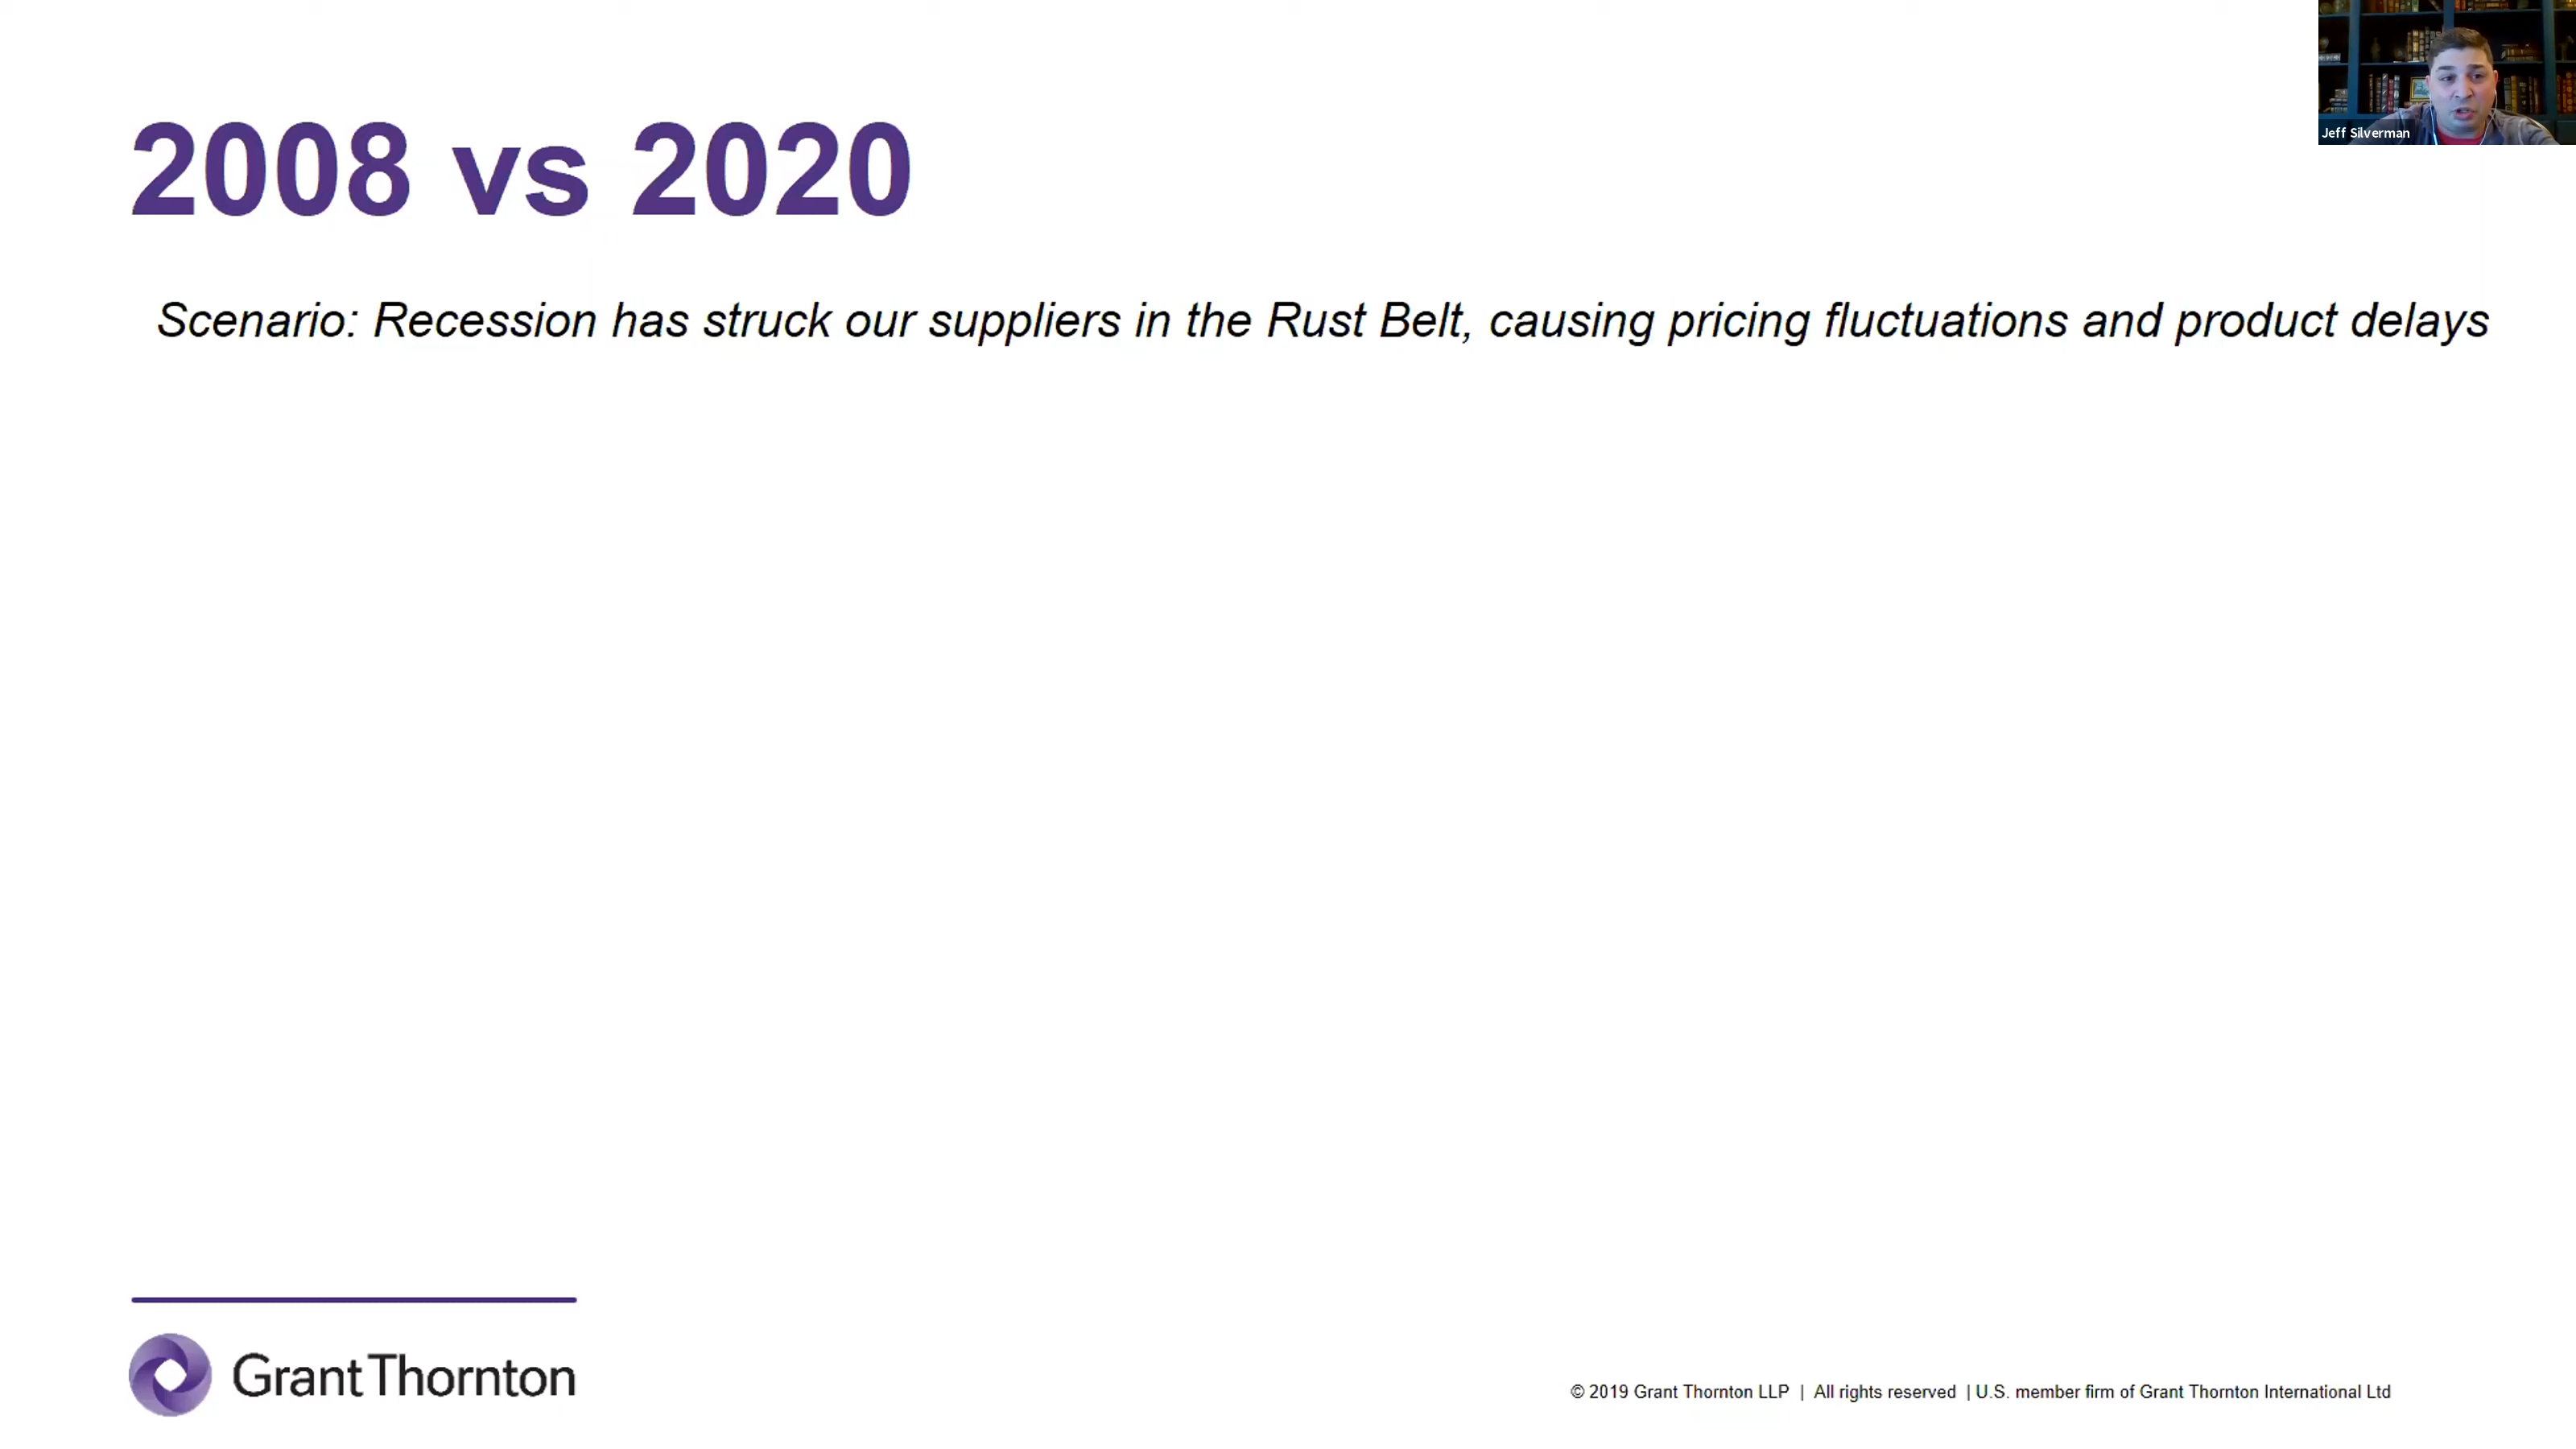 Jeff Silverman
2008 vs 2020
Scenario: Recession has struck our suppliers in the Rust Belt, causing pricing fluctuations and product delays
Grant Thornton
© 2019 Grant Thornton LLP | All rights reserved | U.S. member firm of Grant Thornton International Ltd